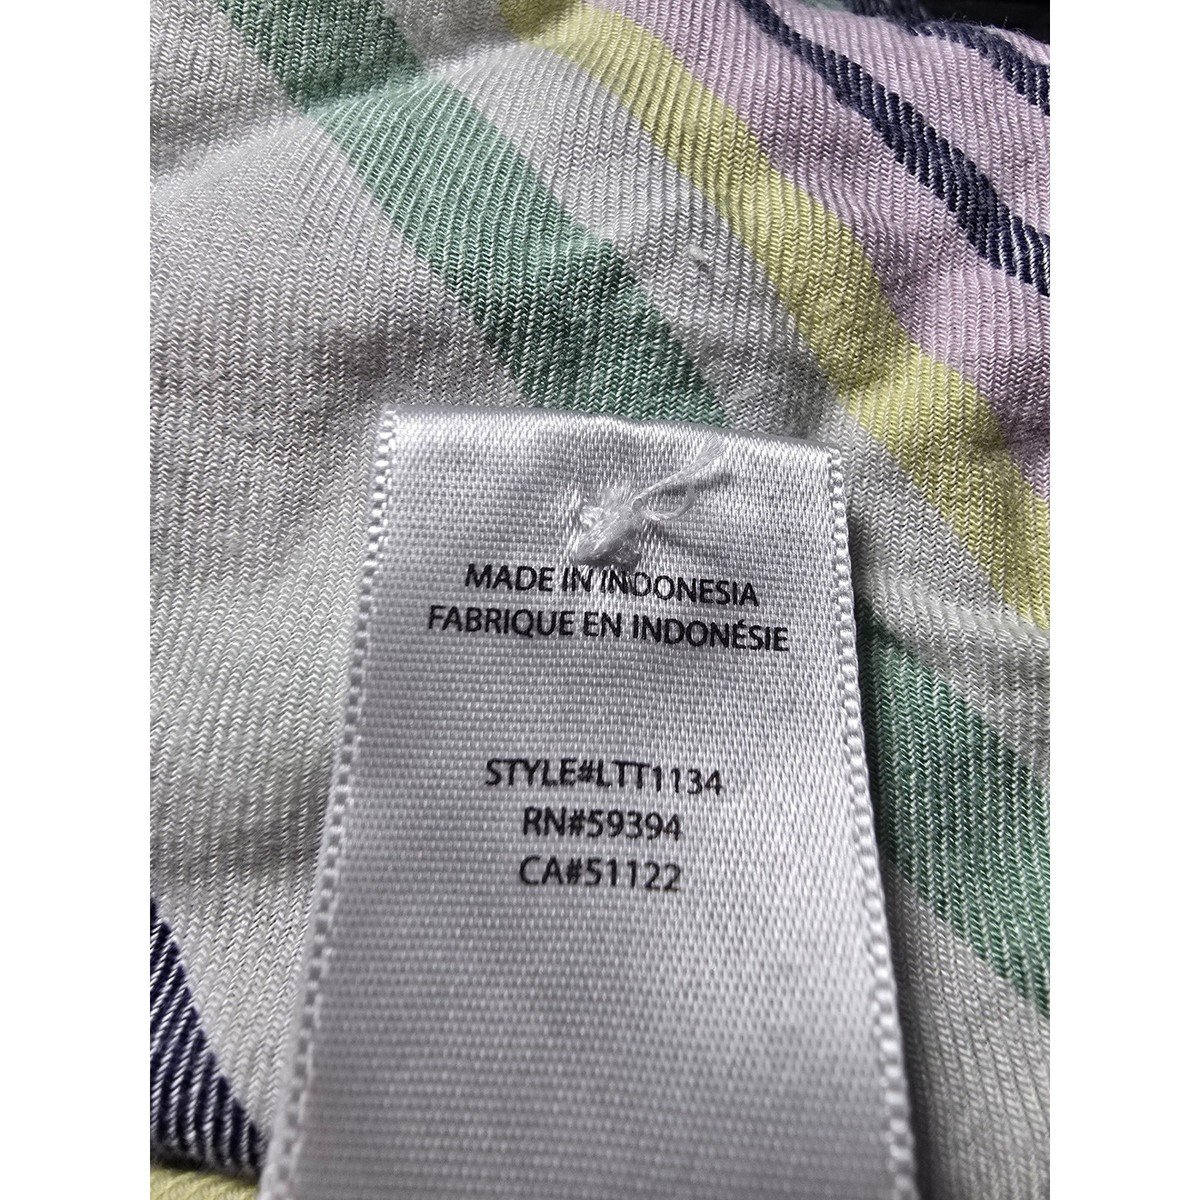 MADE IN INDONESIA
FABRIQUE EN INDONÉSIE
STYLE#LTT1134
RN#59394
CA#51122